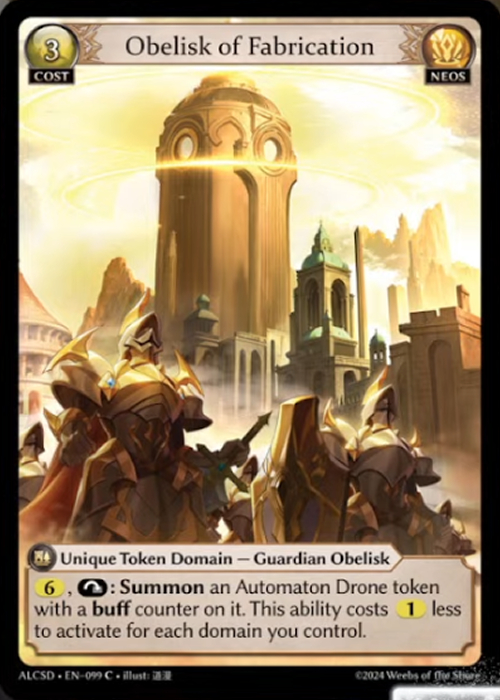 3
Obelisk of Fabrication
COST
NEOS
Unique Token Domain — Guardian Obelisk
6 , : Summon an Automaton Drone token
with a buff counter on it. This ability costs 1 less
to activate for each domain you control.
ALCSD • EN-099 C • illust: 道漫
©2024 Weebs of the Shore